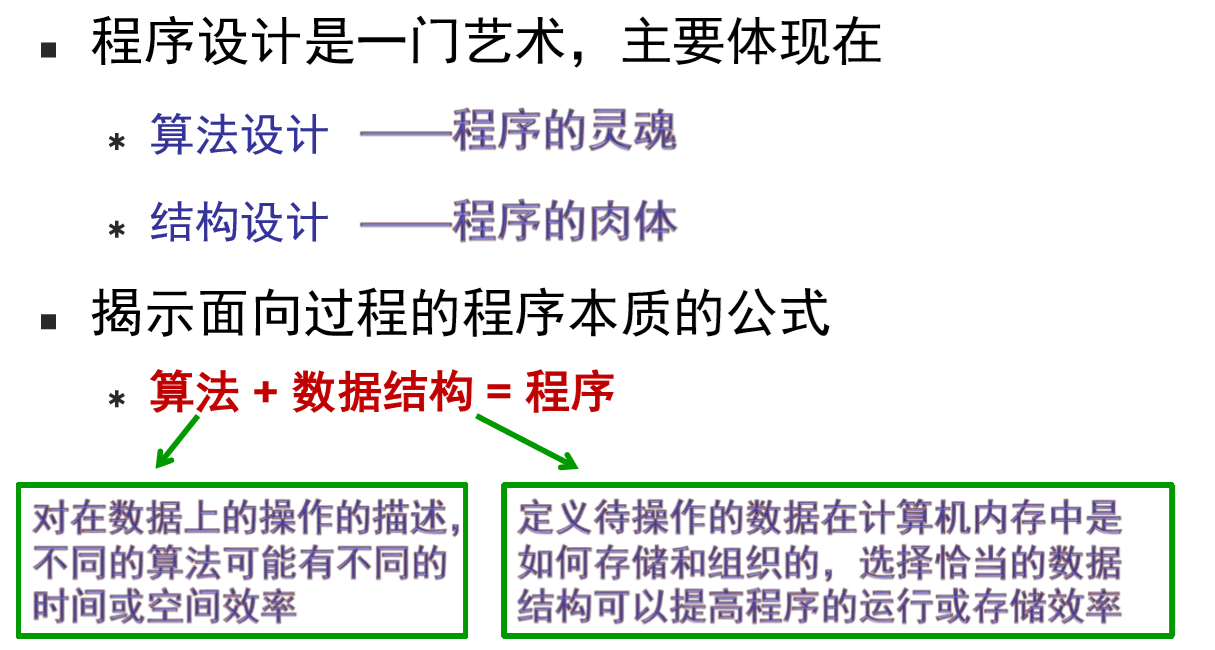 ▪ 程序设计是一门艺术，主要体现在
* 算法设计 ——程序的灵魂
* 结构设计 ——程序的肉体
▪ 揭示面向过程的程序本质的公式
* 算法 + 数据结构 = 程序
对在数据上的操作的描述，
不同的算法可能有不同的
时间或空间效率
定义待操作的数据在计算机内存中是
如何存储和组织的，选择恰当的数据
结构可以提高程序的运行或存储效率